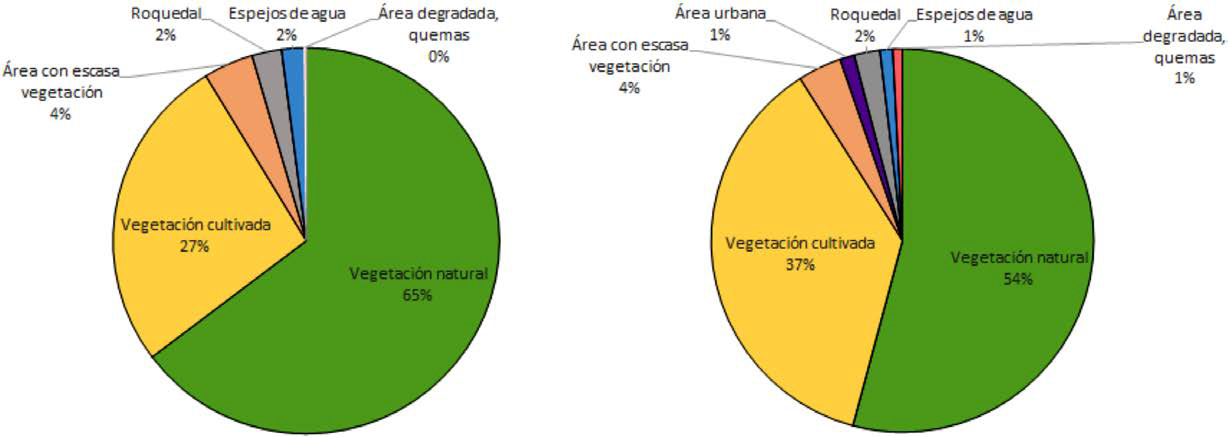 Roquedal
2%
Espejos de agua
2%
Área degradada,
quemas
0%
Área con escasa
vegetación
4%
Vegetación cultivada
27%
Vegetación natural
65%
Área urbana
1%
Roquedal
2%
Espejos de agua
1%
Área
degradada,
quemas
1%
Área con escasa
vegetación
4%
Vegetación cultivada
37%
Vegetación natural
54%